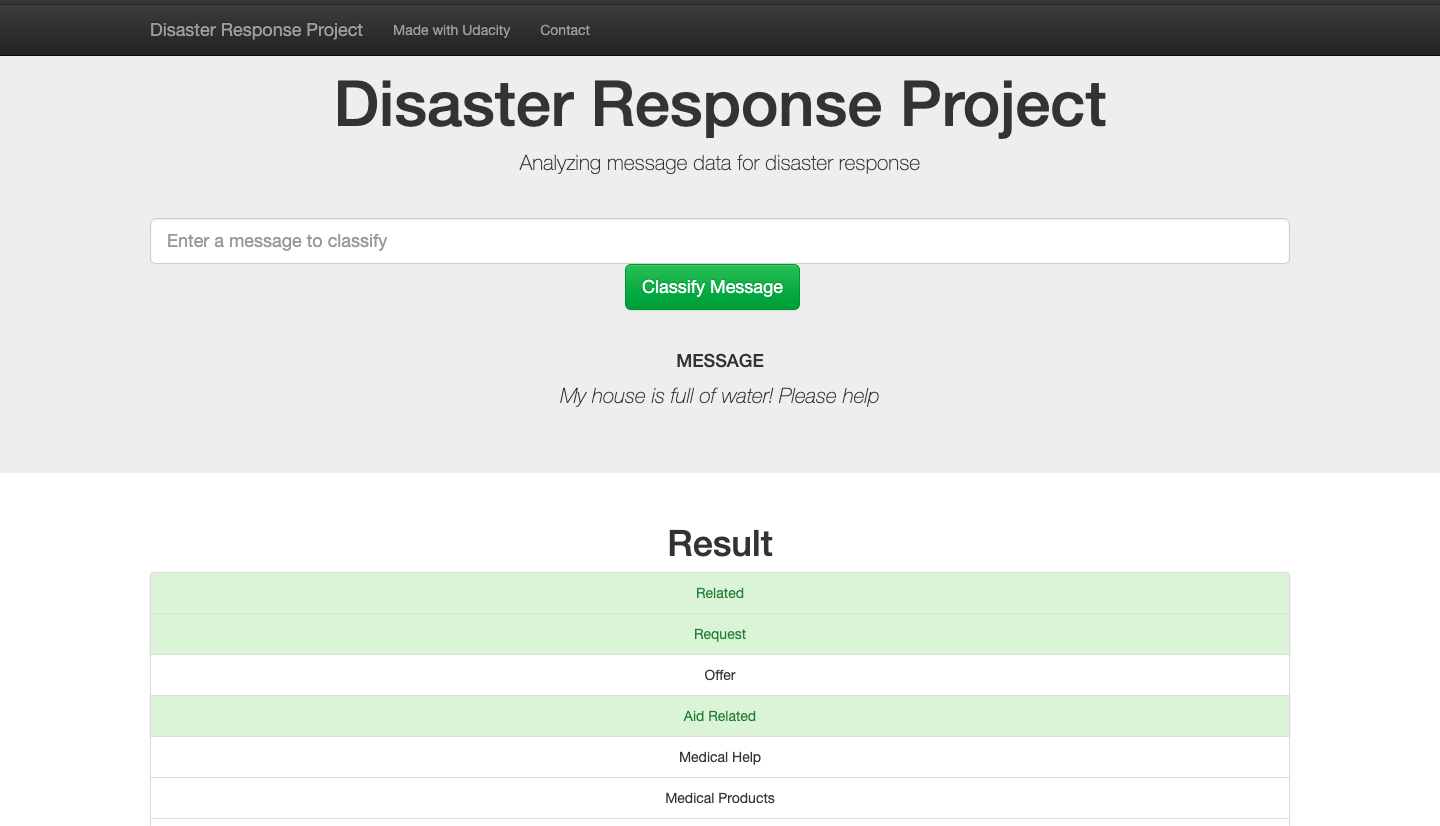 Disaster Response Project Made with Udacity Contact
Disaster Response Project
Analyzing message data for disaster response
Enter a message to classify
Classify Message
MESSAGE
My house is full of water! Please help
Result
Related
Request
Offer
Aid Related
Medical Help
Medical Products